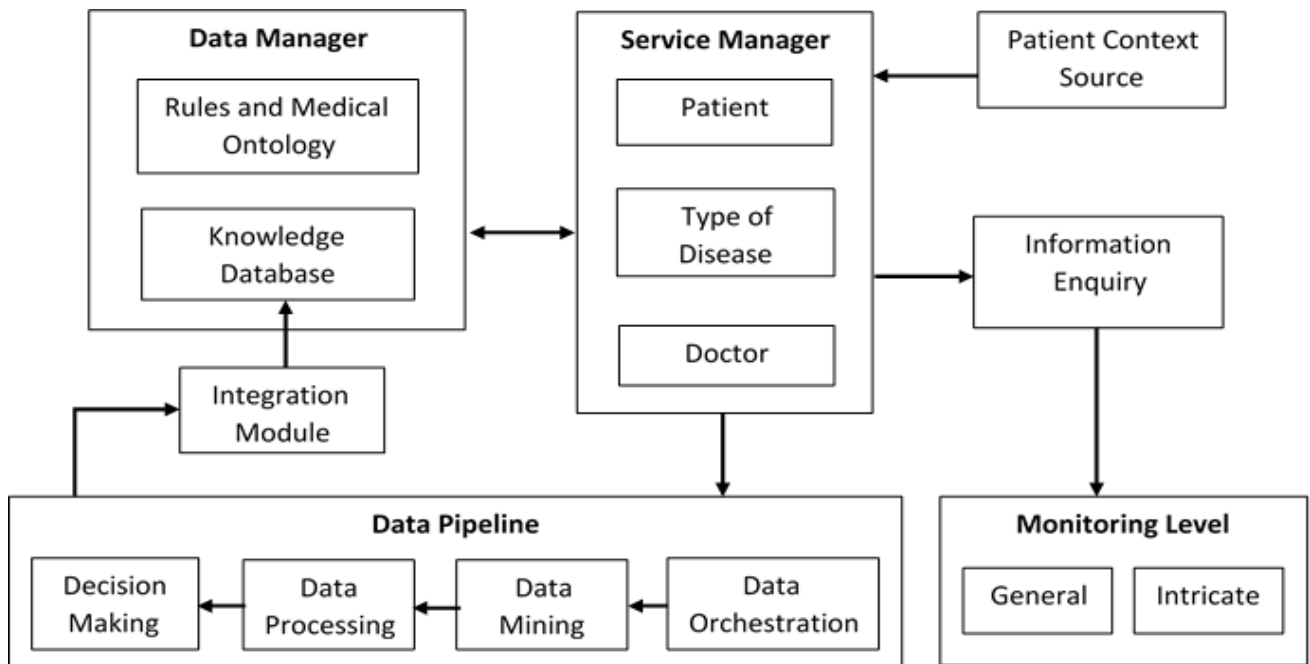 Data Manager
Rules and Medical
Ontology
Knowledge
Database
Service Manager
Patient
Type of
Disease
Doctor
Patient Context
Source
Information
Enquiry
Integration
Module
Data Pipeline
Decision
Making
Data
Processing
Data
Mining
Data
Orchestration
Monitoring Level
General
Intricate